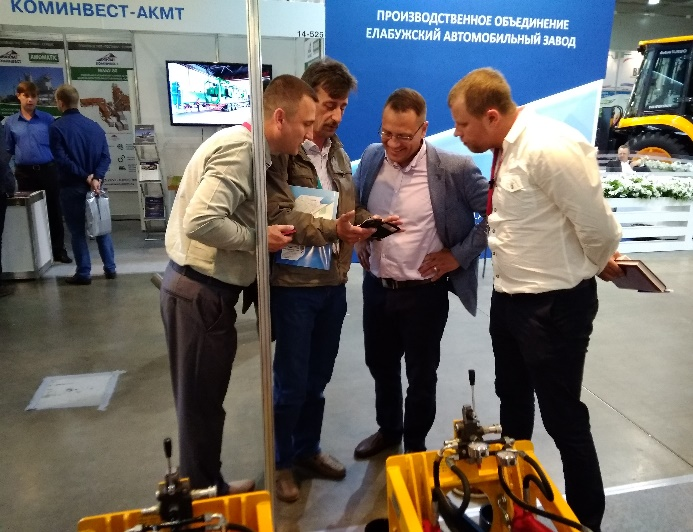 КОМИНВЕСТ-АКМТ
14-525
ПРОИЗВОДСТВЕННОЕ ОБЪЕДИНЕНИЕ
ЕЛАБУЖСКИЙ АВТОМОБИЛЬНЫЙ ЗАВОД